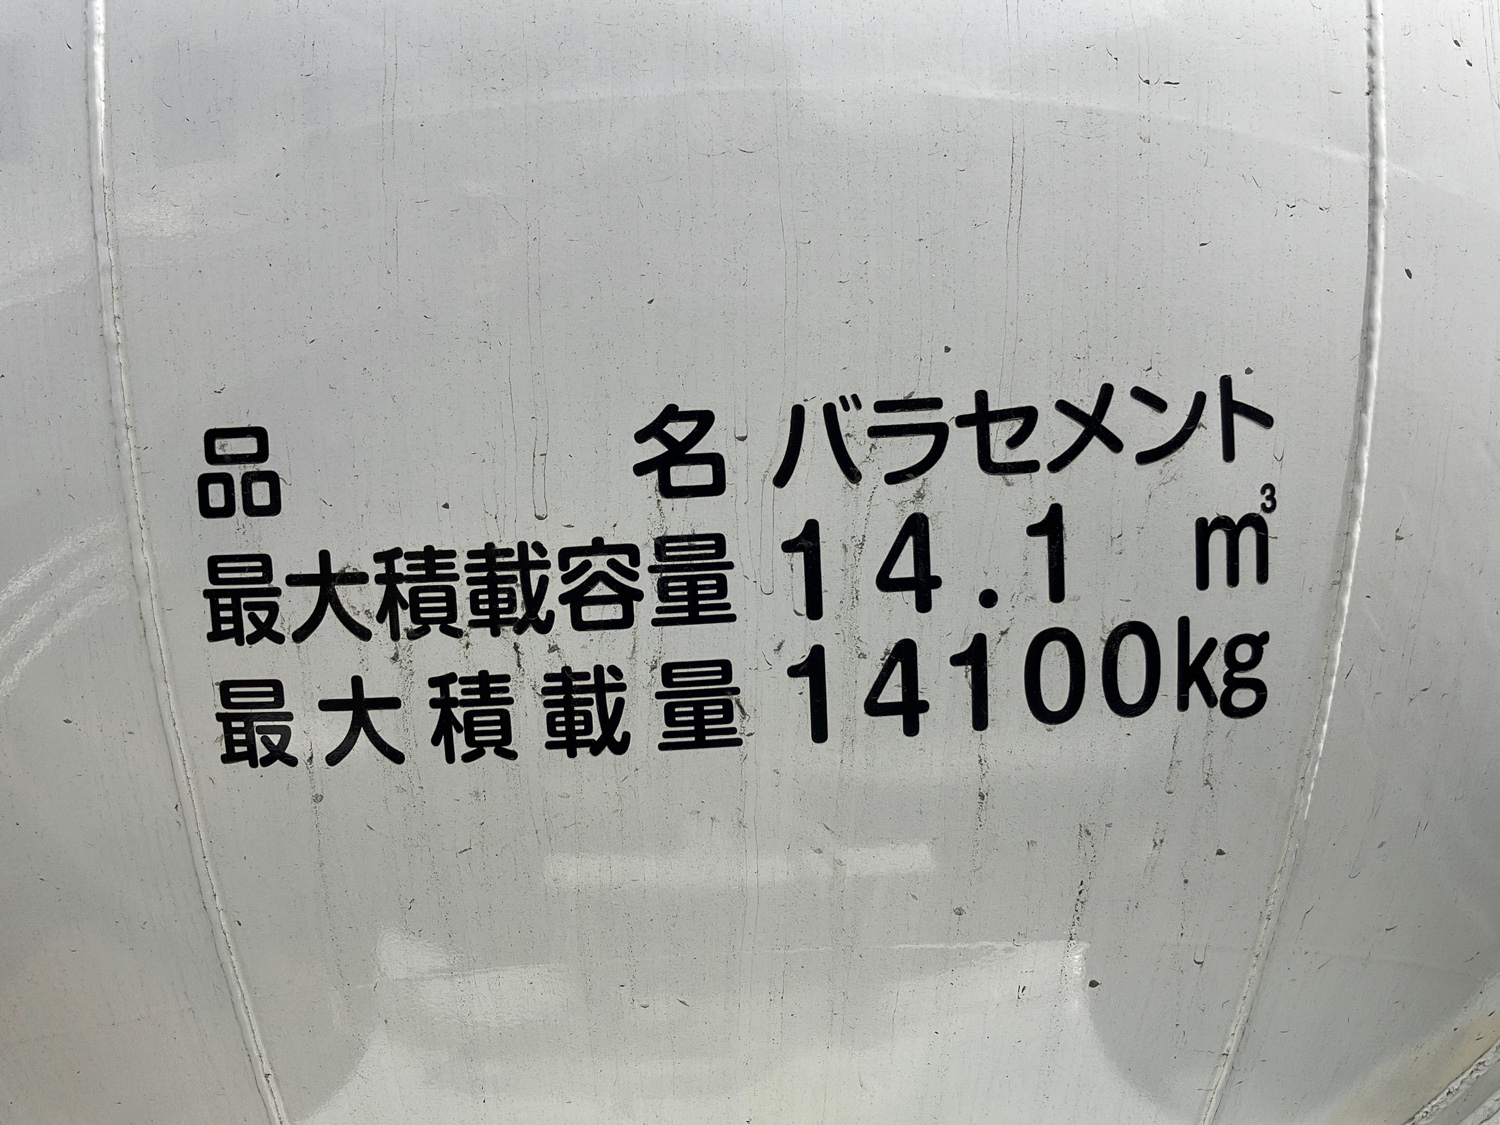 品名 バラセメント
最大積載容量 14.1 m³
最大積載量 14100kg